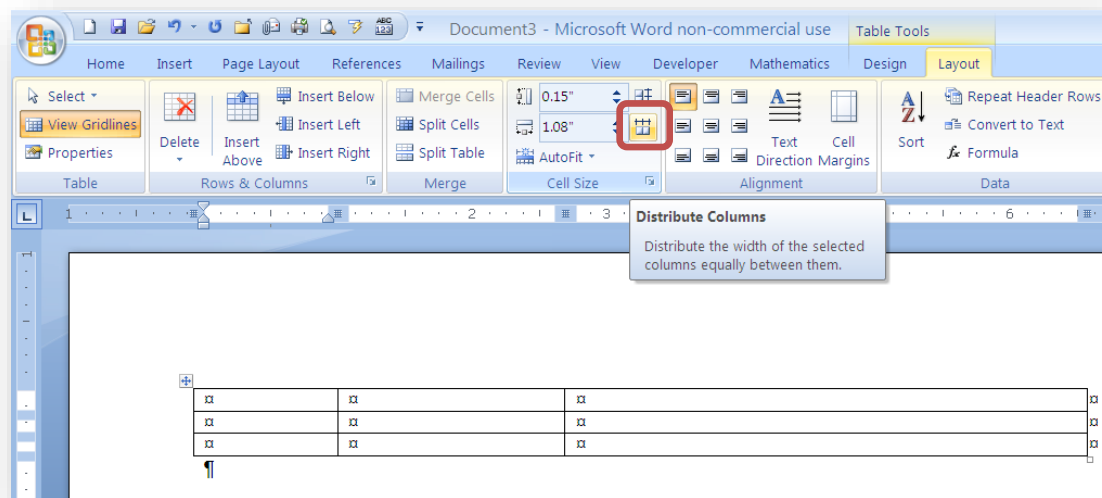 ABC
123
Document3 - Microsoft Word non-commercial use
Table Tools
Home Insert Page Layout References Mailings Review View Developer Mathematics Design Layout
Select
View Gridlines
Properties
Table
Delete
Insert Above
Insert Below
Insert Left
Insert Right
Rows & Columns
Merge Cells
Split Cells
Split Table
Merge
0.15"
1.08"
AutoFit
Cell Size
Text Direction
Cell Margins
Alignment
A
Z
Sort
Repeat Header Rows
Convert to Text
fx Formula
Data
L
1 1 2 3 6
Distribute Columns
Distribute the width of the selected
columns equally between them.
¤ ¤ ¤ ¤
¤ ¤ ¤ ¤
¤ ¤ ¤ ¤
¶